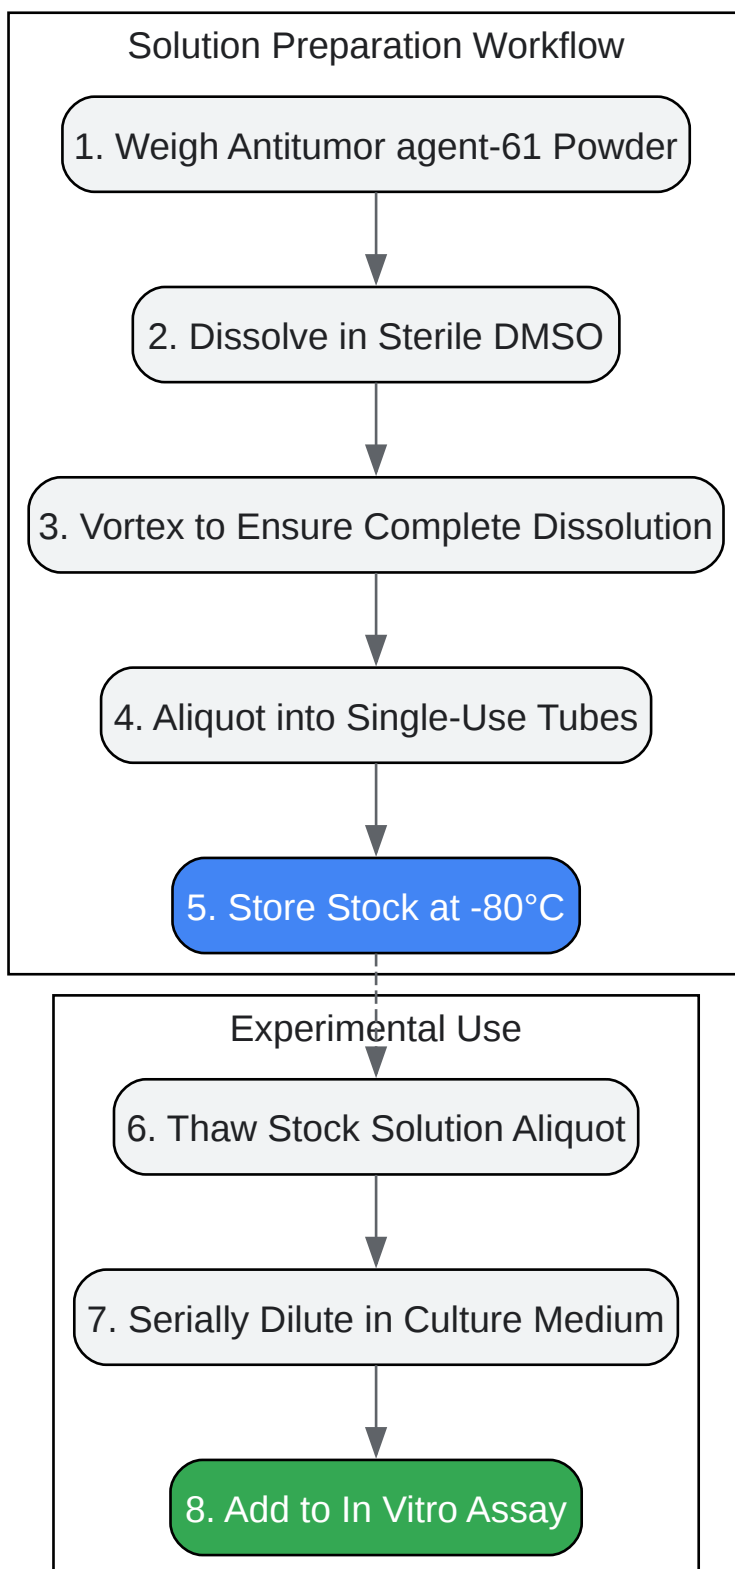 Solution Preparation Workflow
1. Weigh Antitumor agent-61 Powder
2. Dissolve in Sterile DMSO
3. Vortex to Ensure Complete Dissolution
4. Aliquot into Single-Use Tubes
5. Store Stock at -80°C
Experimental Use
6. Thaw Stock Solution Aliquot
7. Serially Dilute in Culture Medium
8. Add to In Vitro Assay